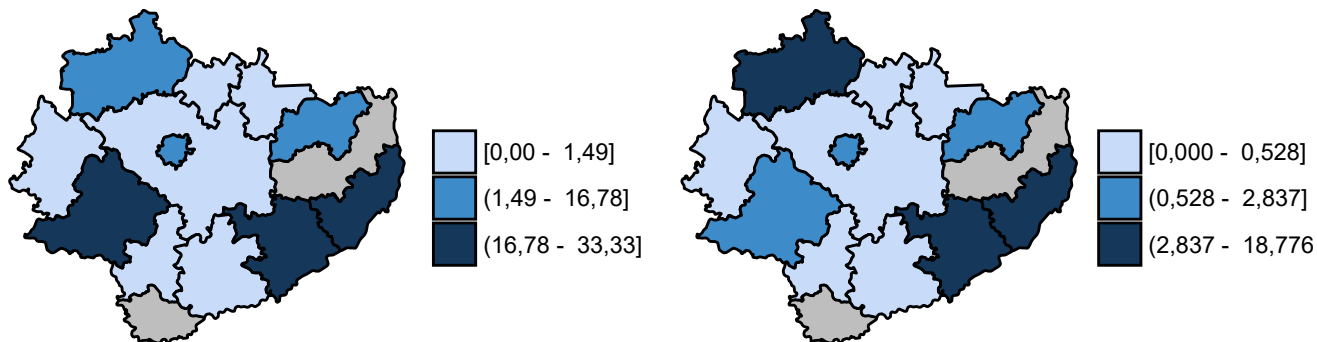 [0,00 - 1,49]
(1,49 - 16,78]
(16,78 - 33,33]
[0,000 - 0,528]
(0,528 - 2,837]
(2,837 - 18,776